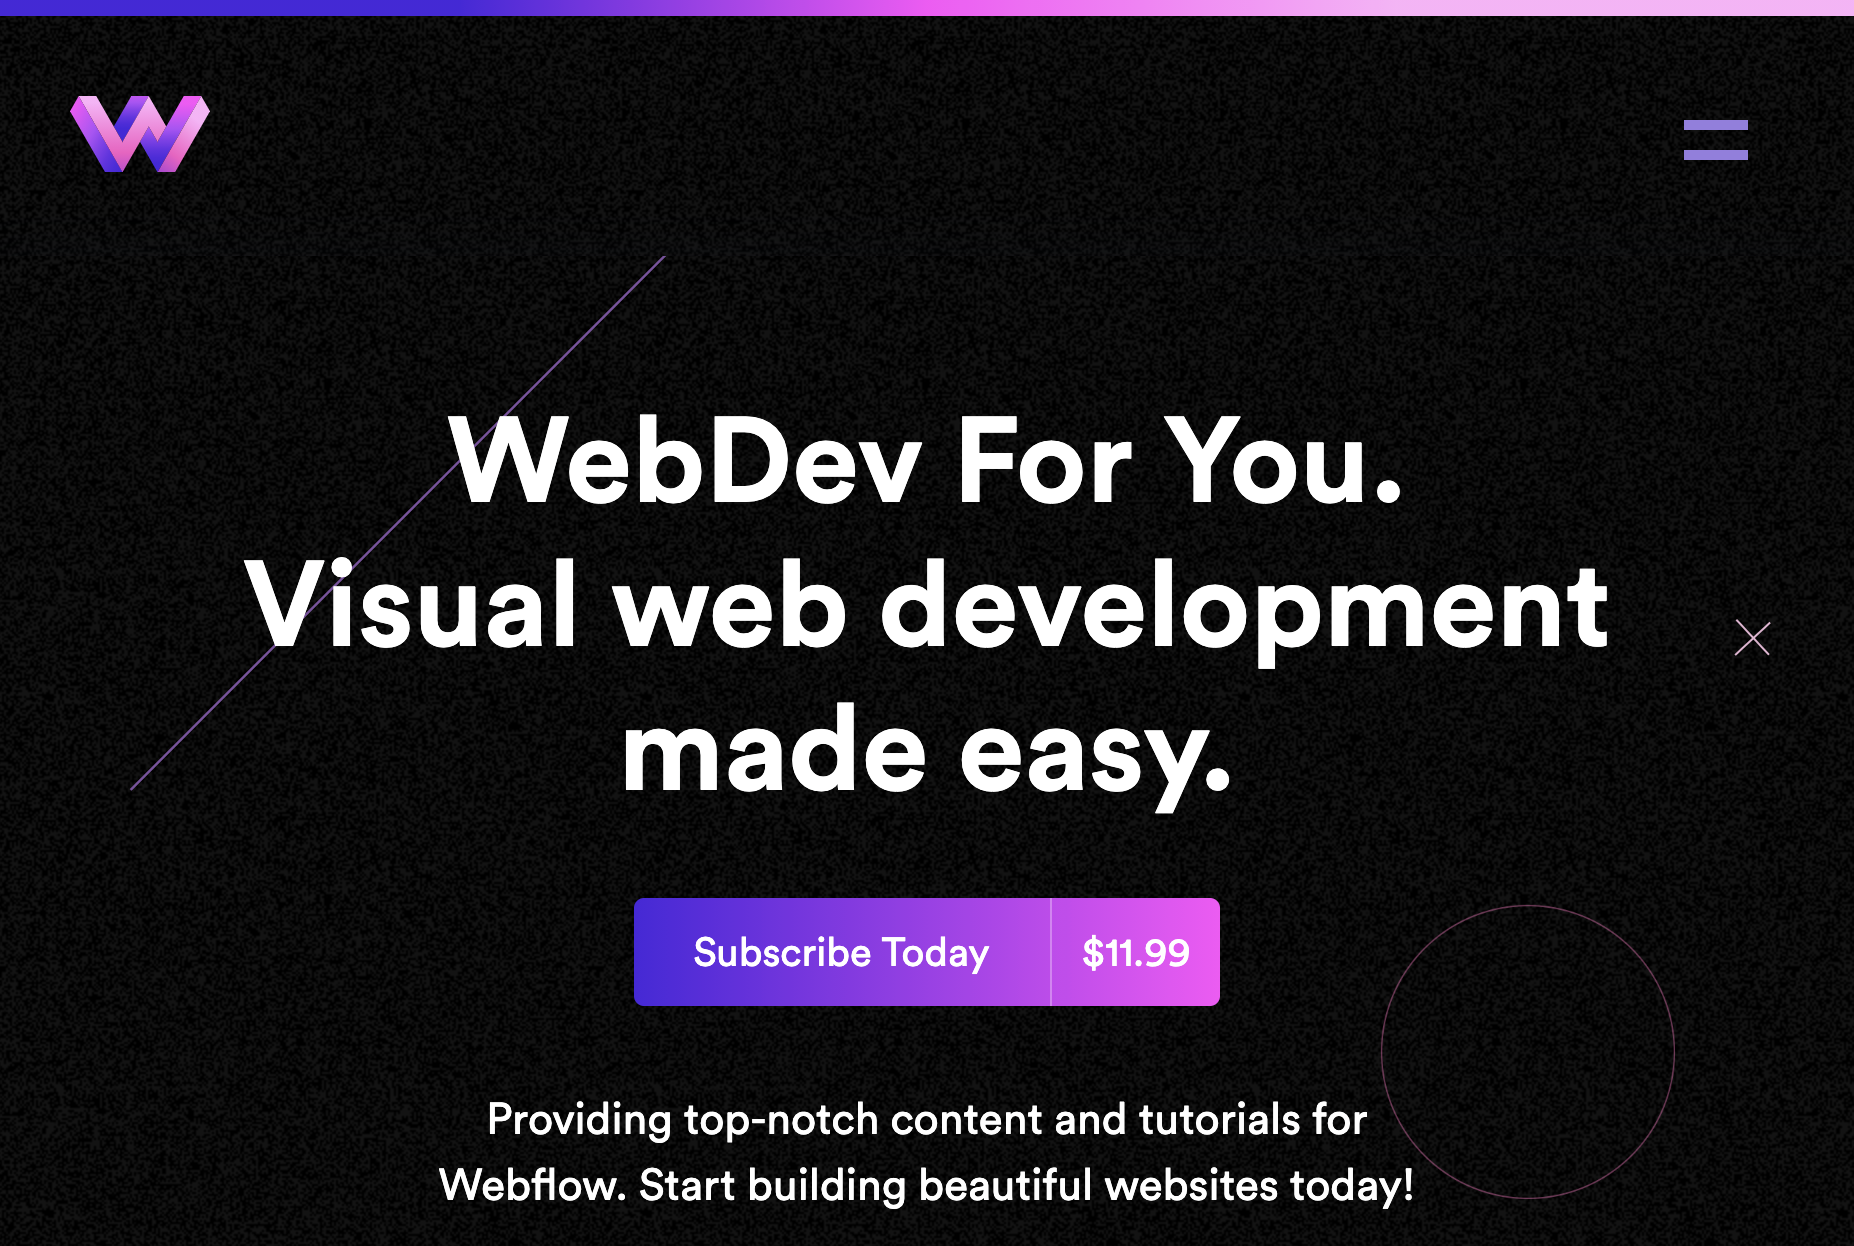 WebDev For You.
Visual web development
made easy.
Subscribe Today $11.99
Providing top-notch content and tutorials for
Webflow. Start building beautiful websites today!